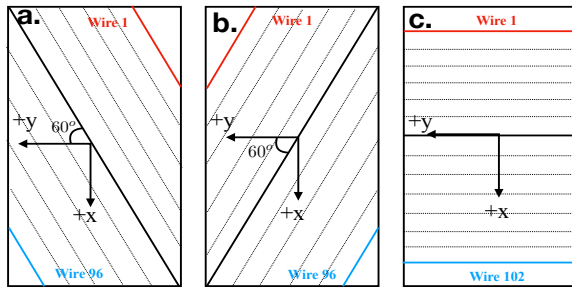 a.
Wire 1
+y
60°
+x
Wire 96
b.
Wire 1
+y
60°
+x
Wire 96
c.
Wire 1
+y
+x
Wire 102